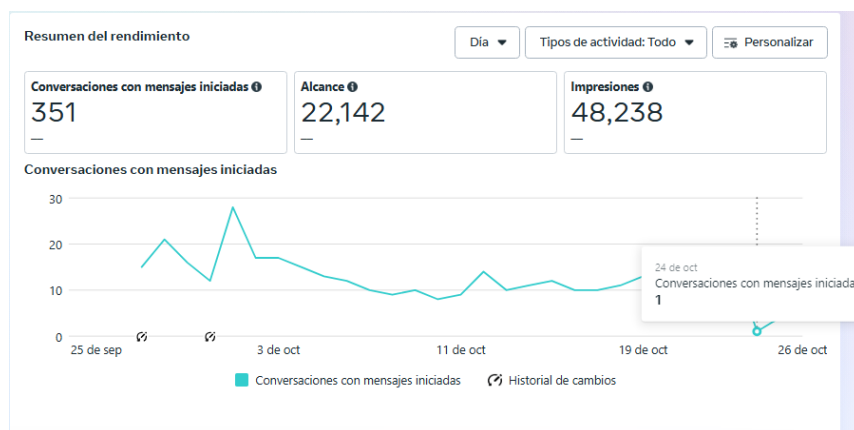 Resumen del rendimiento
Día
Tipos de actividad: Todo
Personalizar
Conversaciones con mensajes iniciadas
351
—
Alcance
22,142
—
Impresiones
48,238
—
Conversaciones con mensajes iniciadas
30
20
10
0
24 de oct
Conversaciones con mensajes iniciada
1
25 de sep
3 de oct
11 de oct
19 de oct
26 de oct
Conversaciones con mensajes iniciadas
Historial de cambios